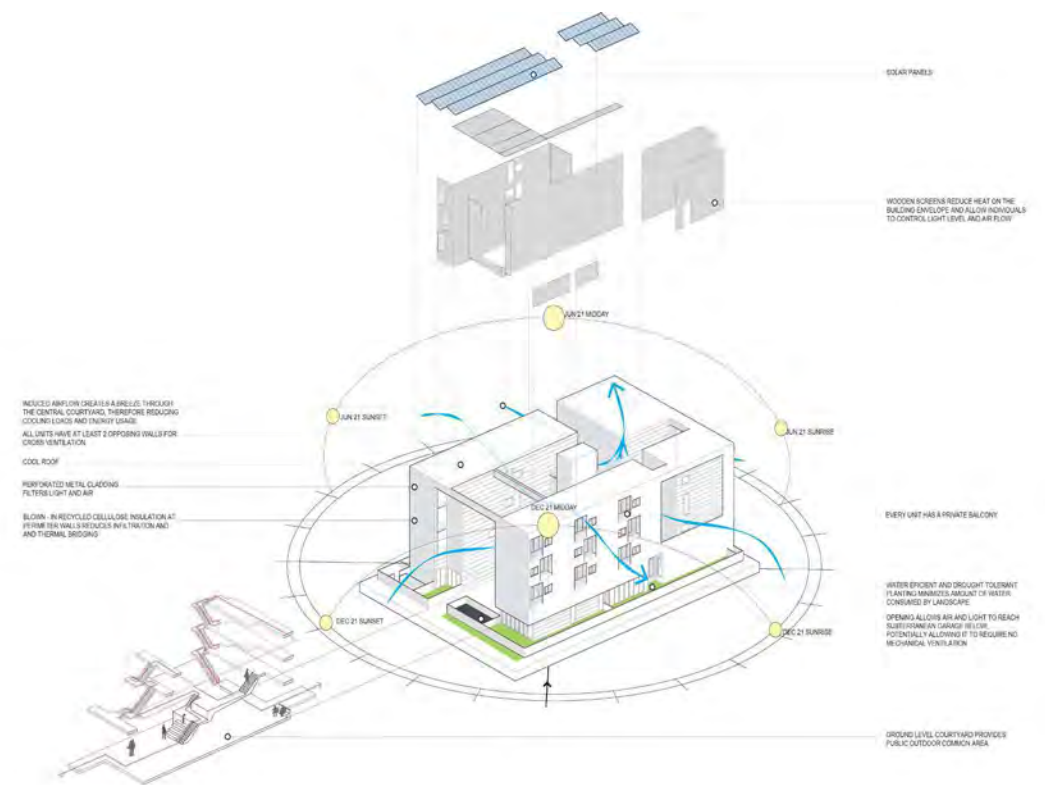 SOLAR PANELS
WOODEN SCREENS REDUCE HEAT ON THE
BUILDING ENVELOPE AND ALLOW INDIVIDUALS
TO CONTROL LIGHT LEVEL AND AIR FLOW
JUN 21 MIDDAY
JUN 21 SUNSET
JUN 21 SUNRISE
INDUCED AIRFLOW CREATES A BREEZE THROUGH
THE CENTRAL COURTYARD, THEREFORE REDUCING
COOLING LOADS AND ENERGY USAGE
ALL UNITS HAVE AT LEAST 2 OPPOSING WALLS FOR
CROSS VENTILATION
COOL ROOF
PERFORATED METAL CLADDING
FILTERS LIGHT AND AIR
BLOWN - IN RECYCLED CELLULOSE INSULATION AT
PERIMETER WALLS REDUCES INFILTRATION AND
AND THERMAL BRIDGING
DEC 21 MIDDAY
EVERY UNIT HAS A PRIVATE BALCONY
WATER EFICIENT AND DROUGHT TOLERANT
PLANTING MINIMIZES AMOUNT OF WATER
CONSUMED BY LANDSCAPE
OPENING ALLOWS AIR AND LIGHT TO REACH
SUBTERRANEAN GARAGE BELOW,
POTENTIALLY ALLOWING IT TO REQUIRE NO
MECHANICAL VENTILATION
DEC 21 SUNSET
DEC 21 SUNRISE
GROUND LEVEL COURTYARD PROVIDES
PUBLIC OUTDOOR COMMON AREA